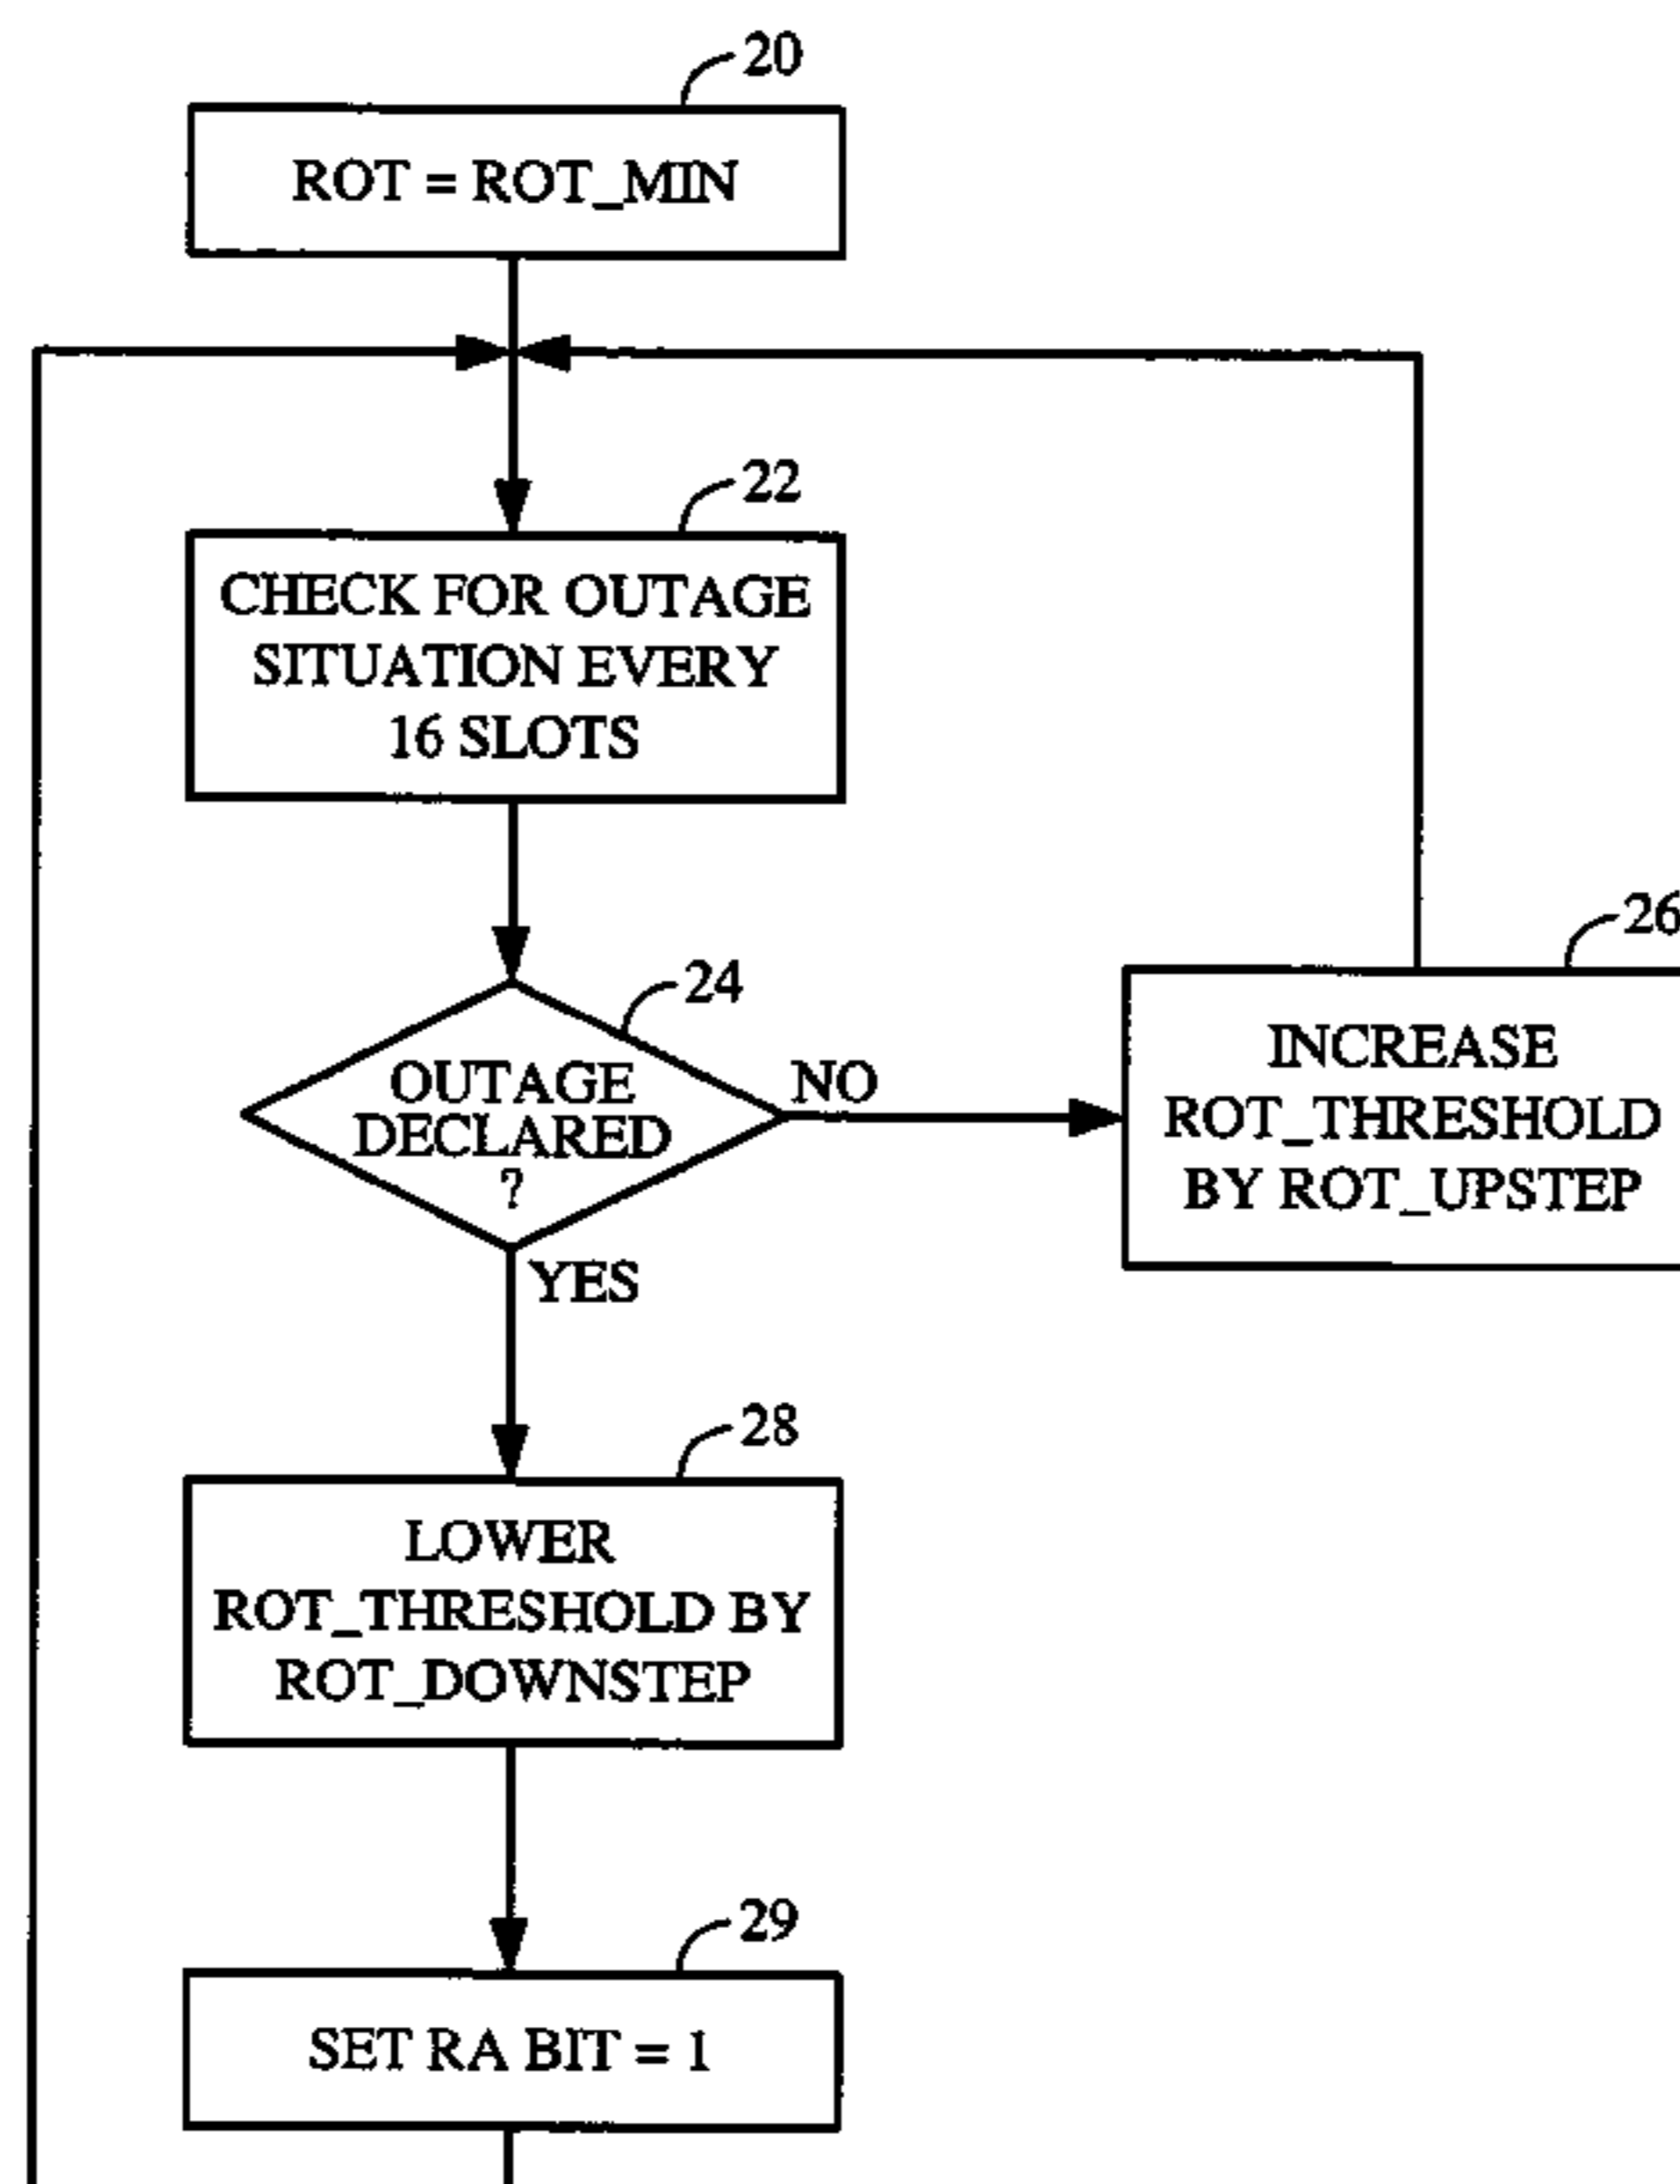 20
ROT = ROT_MIN
22
CHECK FOR OUTAGE
SITUATION EVERY
16 SLOTS
24
OUTAGE
DECLARED
?
NO
YES
26
INCREASE
ROT_THRESHOLD
BY ROT_UPSTEP
28
LOWER
ROT_THRESHOLD BY
ROT_DOWNSTEP
29
SET RA BIT = 1